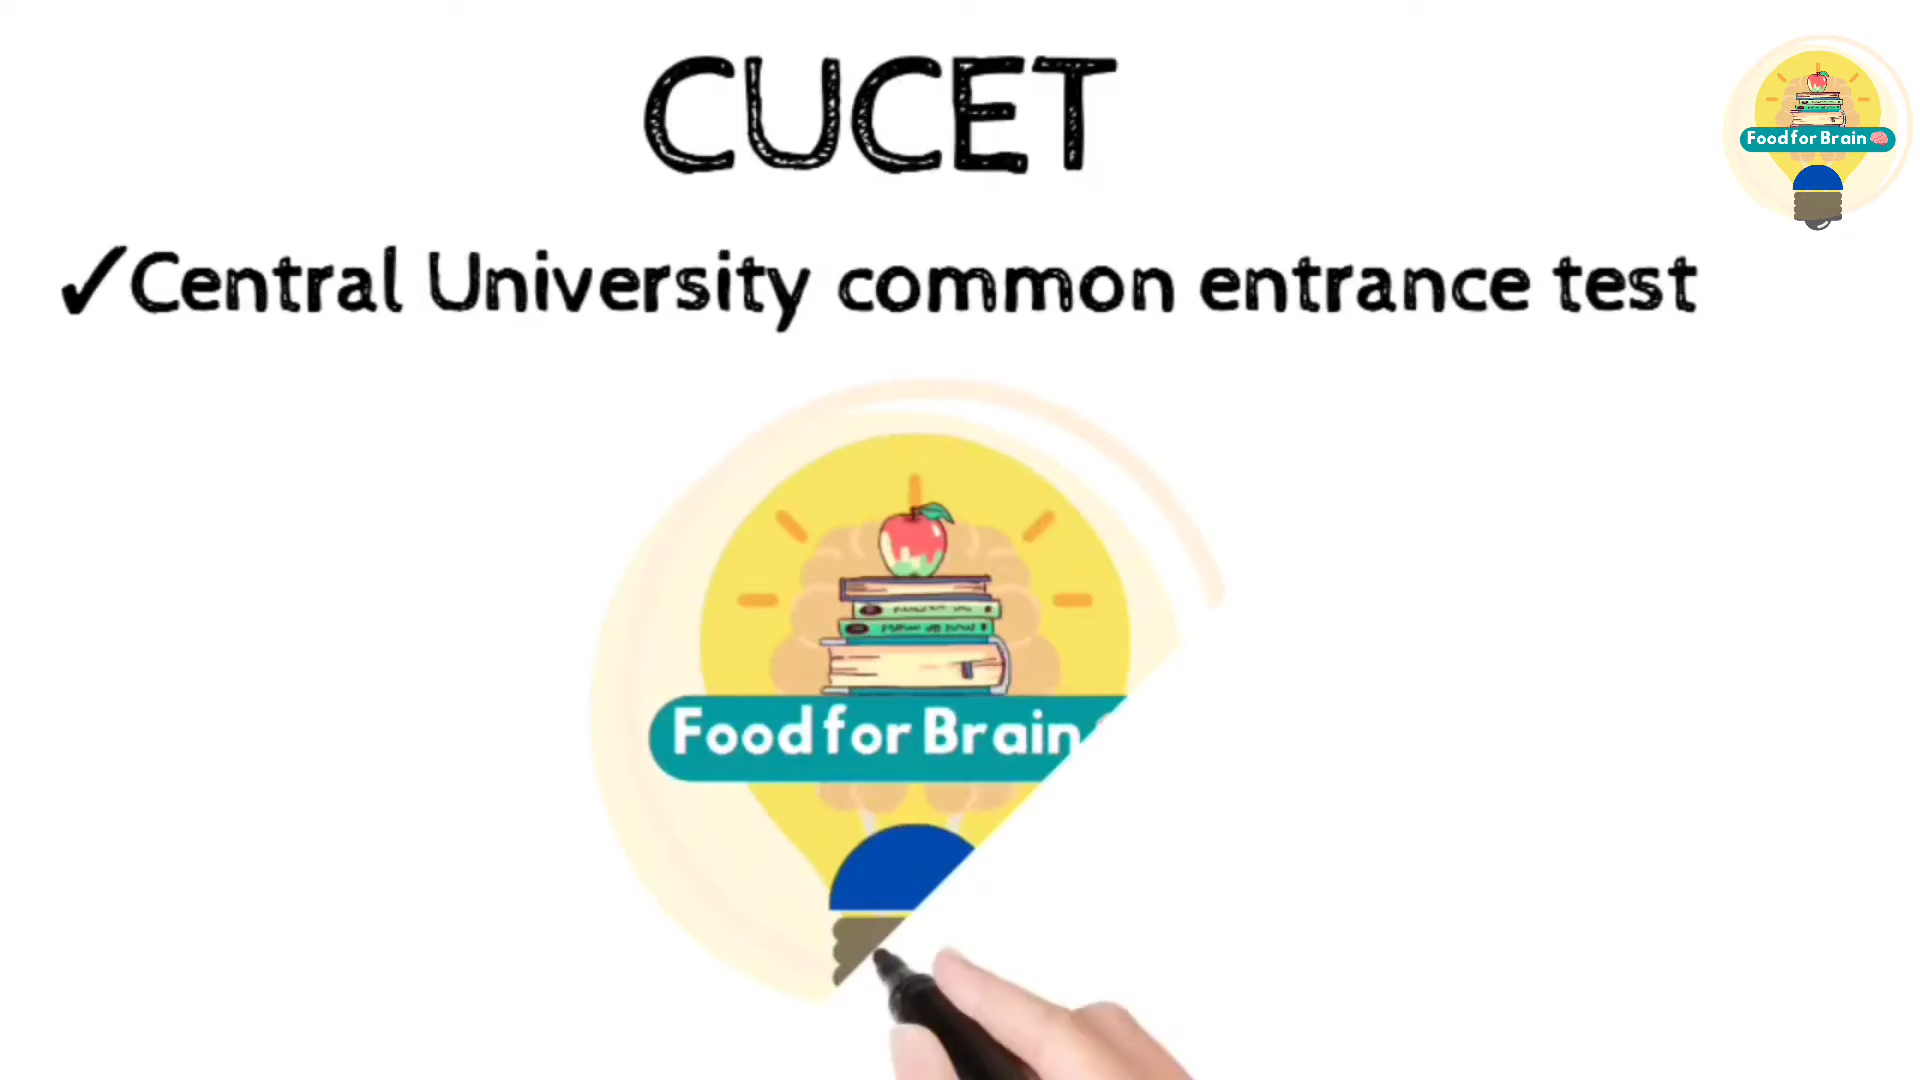 CUCET
Food for Brain
✓Central University common entrance test
Food for Brain